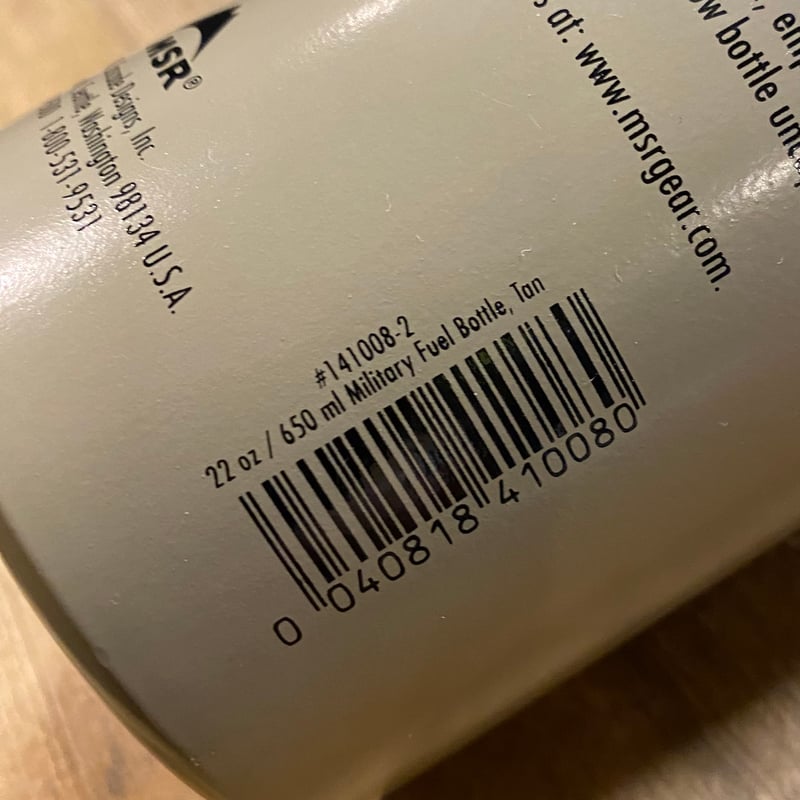 MSR®
Designs, Inc.
Seattle, Washington 98134 U.S.A.
1-800-531-9531
at: www.msrgear.com.
bottle
#141008-2
22 oz / 650 ml Military Fuel Bottle, Tan
0 040818 410080